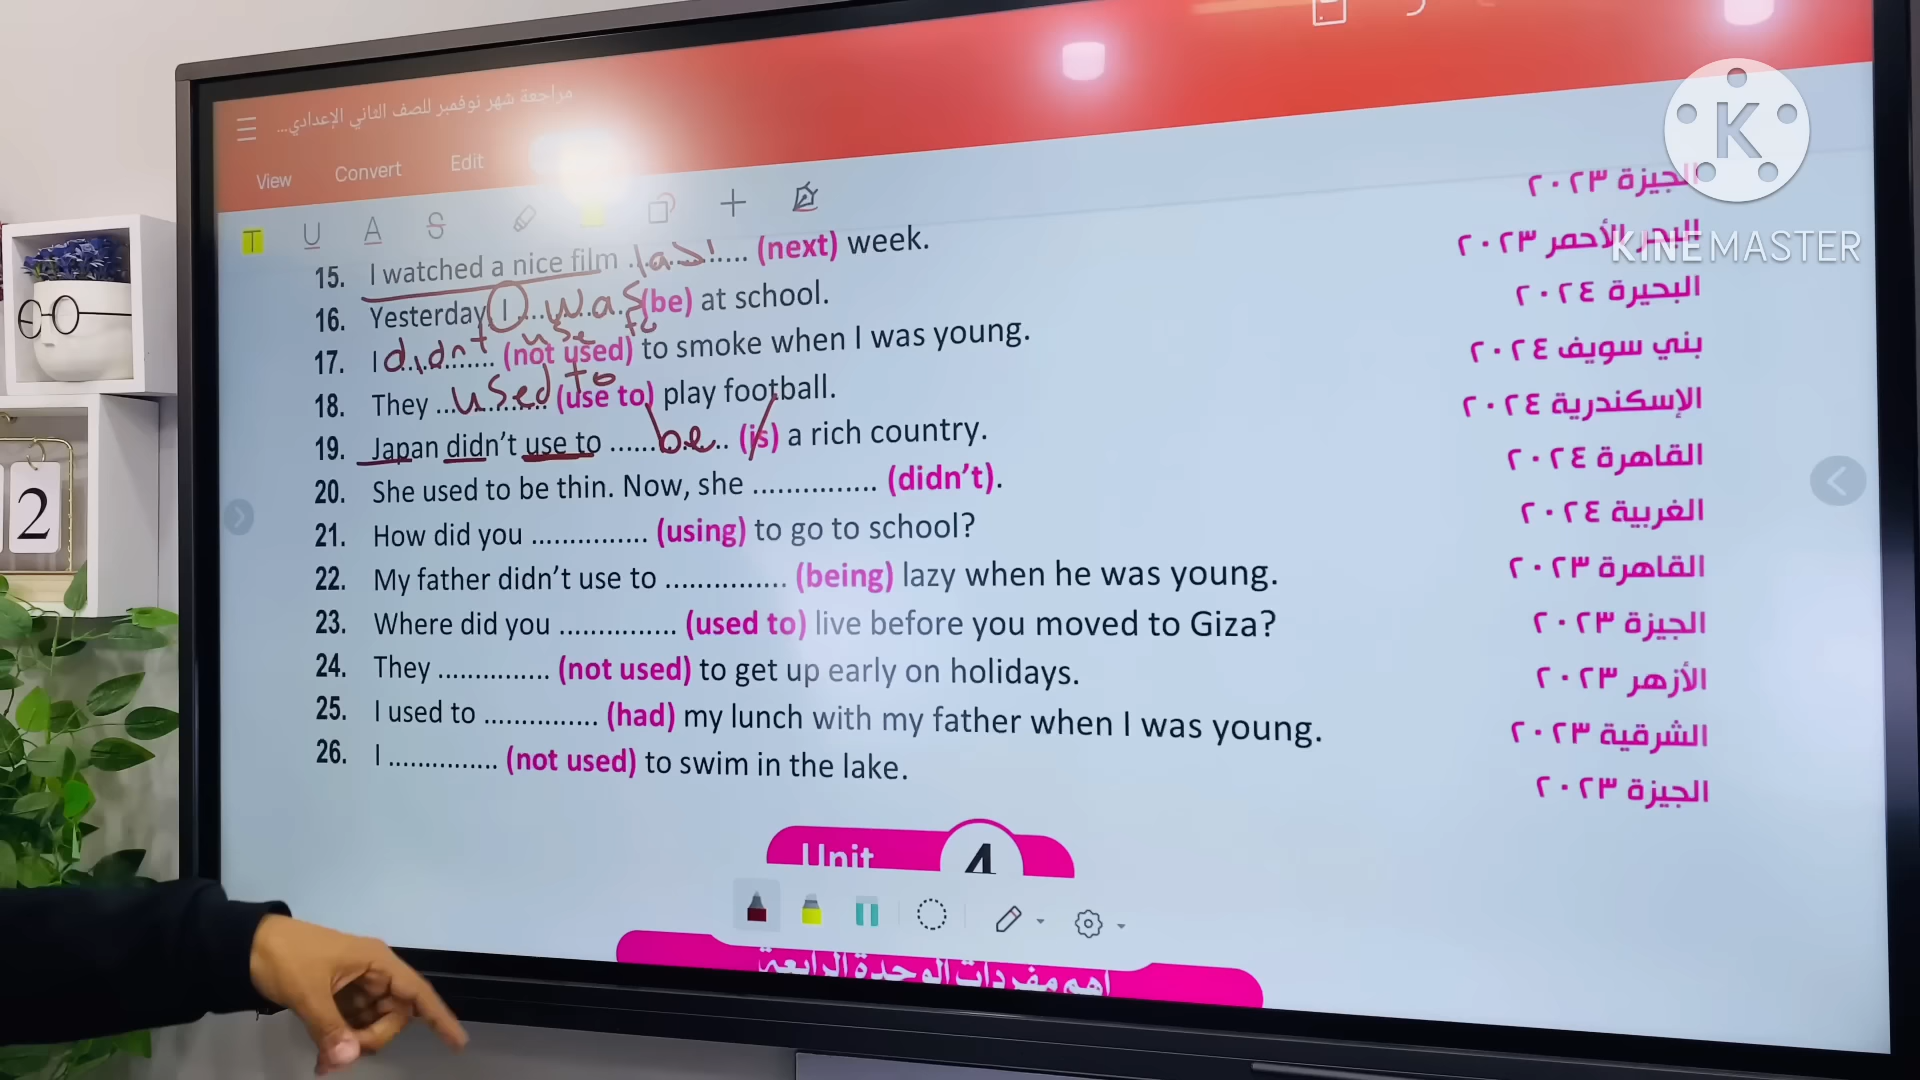 مراجعة شهر نوفمبر للصف الثاني الإعدادي...
View Convert Edit
T U A S
K
KINEMASTER
15. I watched a nice film ......last...... (next) week. الجيزة ٢٠٢٣
16. Yesterday, I ....was.... (be) at school. البحر الأحمر ٢٠٢٣
17. I didn't use to (not used) to smoke when I was young. البحيرة ٢٠٢٤
18. They ...used to... (use to) play football. بني سويف ٢٠٢٤
19. Japan didn't use to ......be...... (is) a rich country. الإسكندرية ٢٠٢٤
20. She used to be thin. Now, she ............... (didn't). القاهرة ٢٠٢٤
21. How did you ............... (using) to go to school? الغربية ٢٠٢٤
22. My father didn't use to ............... (being) lazy when he was young. القاهرة ٢٠٢٣
23. Where did you ............... (used to) live before you moved to Giza? الجيزة ٢٠٢٣
24. They ............... (not used) to get up early on holidays. الأزهر ٢٠٢٣
25. I used to ............... (had) my lunch with my father when I was young. الشرقية ٢٠٢٣
26. I ............... (not used) to swim in the lake. الجيزة ٢٠٢٣
Unit 4
أهم مفردات الوحدة الرابعة
2